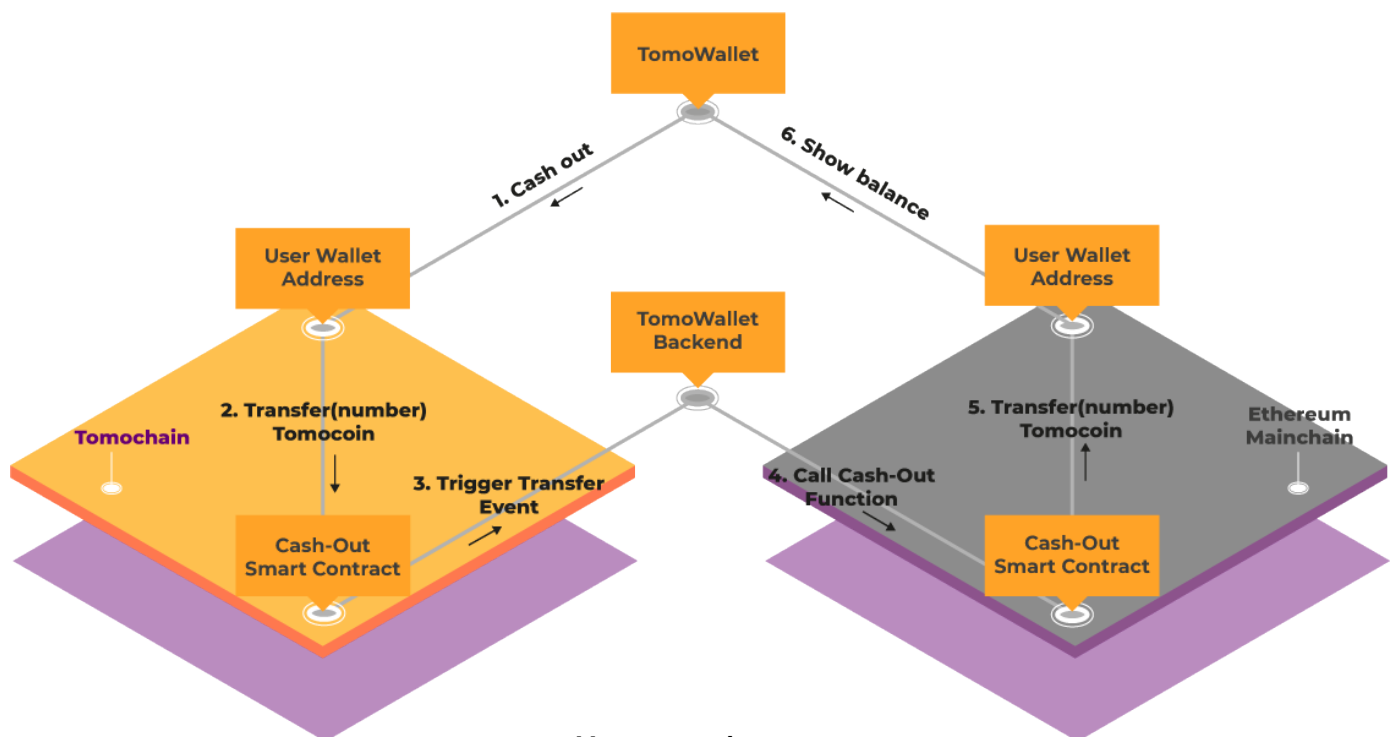 TomoWallet
1. Cash out
6. Show balance
User Wallet
Address
User Wallet
Address
TomoWallet
Backend
2. Transfer(number)
Tomocoin
5. Transfer(number)
Tomocoin
Tomochain
Ethereum
Mainchain
3. Trigger Transfer
Event
4. Call Cash-Out
Function
Cash-Out
Smart Contract
Cash-Out
Smart Contract